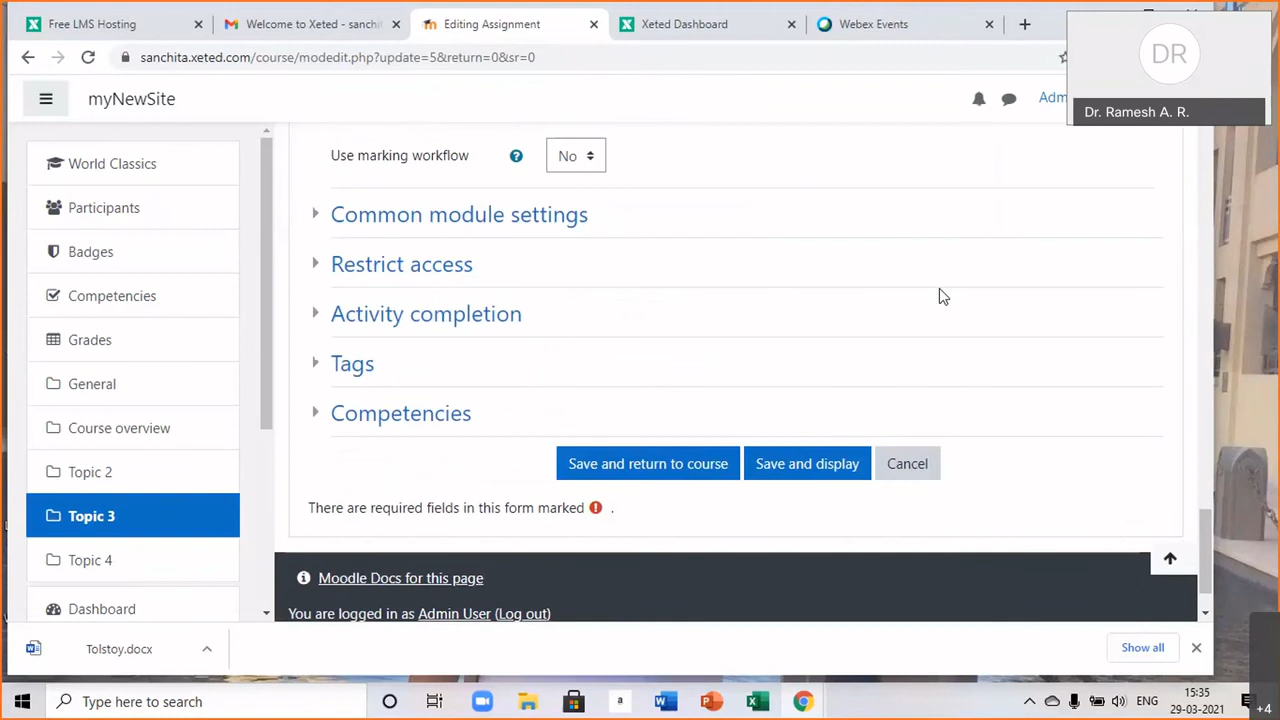 Free LMS Hosting
Welcome to Xeted - sanchit
Editing Assignment
Xeted Dashboard
Webex Events
sanchita.xeted.com/course/modedit.php?update=5&return=0&sr=0
DR
Dr. Ramesh A. R.
myNewSite
Adm
World Classics
Participants
Badges
Competencies
Grades
General
Course overview
Topic 2
Topic 3
Topic 4
Dashboard
Use marking workflow
No
Common module settings
Restrict access
Activity completion
Tags
Competencies
Save and return to course
Save and display
Cancel
There are required fields in this form marked .
Moodle Docs for this page
You are logged in as Admin User (Log out)
Tolstoy.docx
Show all
Type here to search
a
ENG
15:35
29-03-2021
+4